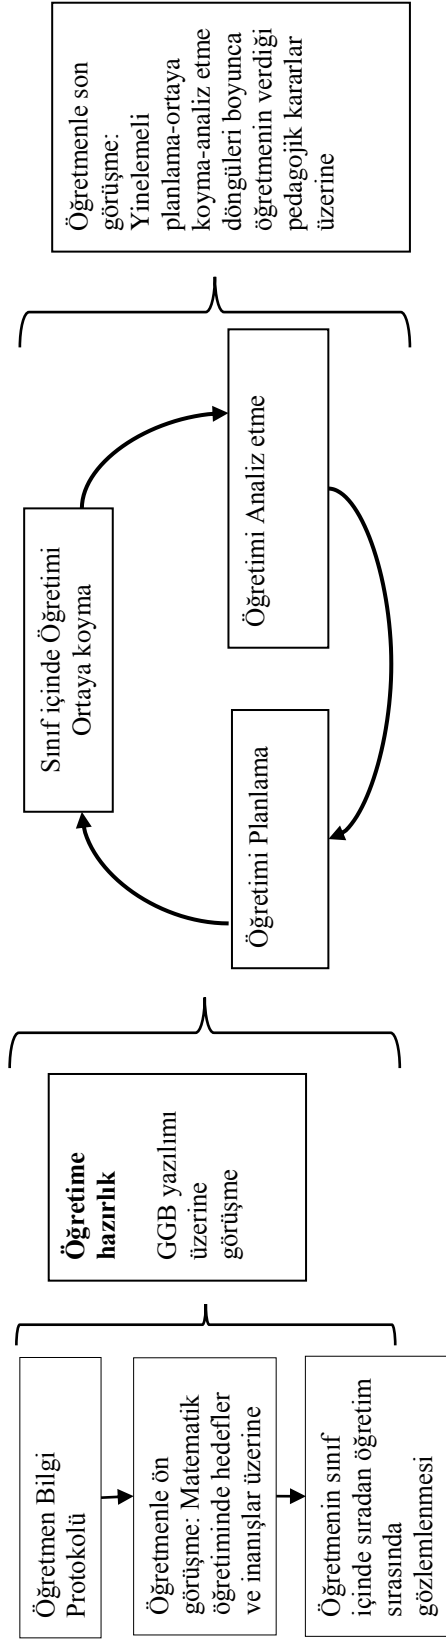 Öğretmen Bilgi
Protokolü
Öğretmenle ön
görüşme: Matematik
öğretiminde hedefler
ve inanışlar üzerine
Öğretmenin sınıf
içinde sıradan öğretim
sırasında
gözlemlenmesi
Öğretime
hazırlık
GGB yazılımı
üzerine
görüşme
Öğretimi Planlama
Sınıf içinde Öğretimi
Ortaya koyma
Öğretimi Analiz etme
Öğretmenle son
görüşme:
Yinelemeli
planlama-ortaya
koyma-analiz etme
döngüleri boyunca
öğretmenin verdiği
pedagojik kararlar
üzerine